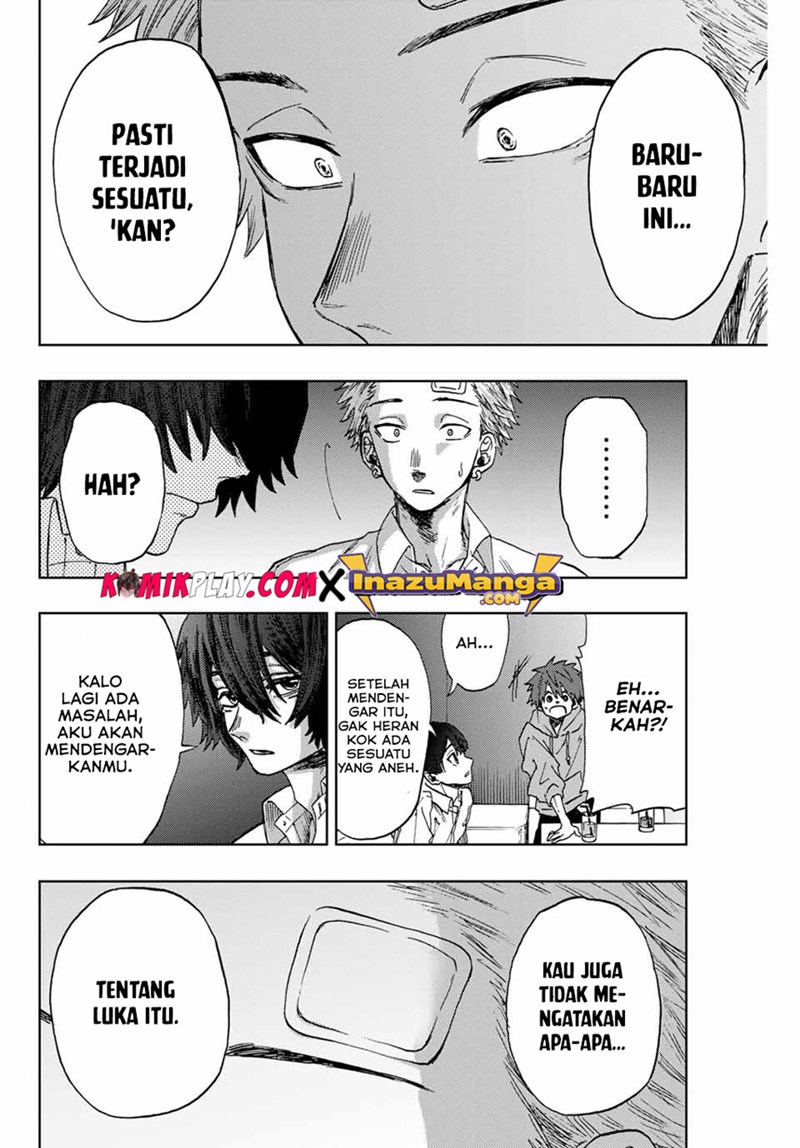 BARU-
BARU
INI...
PASTI
TERJADI
SESUATU,
'KAN?
........
HAH?
KOMIKPLAY.COM X InazuManga
.COM
EH...
BENAR-
KAH?!
AH...
SETELAH
MENDEN-
GAR ITU,
GAK HERAN
KOK ADA
SESUATU
YANG ANEH.
KALO
LAGI ADA
MASALAH,
AKU AKAN
MENDENGAR-
KANMU.
KAU JUGA
TIDAK ME-
NGATAKAN
APA-APA...
TENTANG
LUKA ITU.